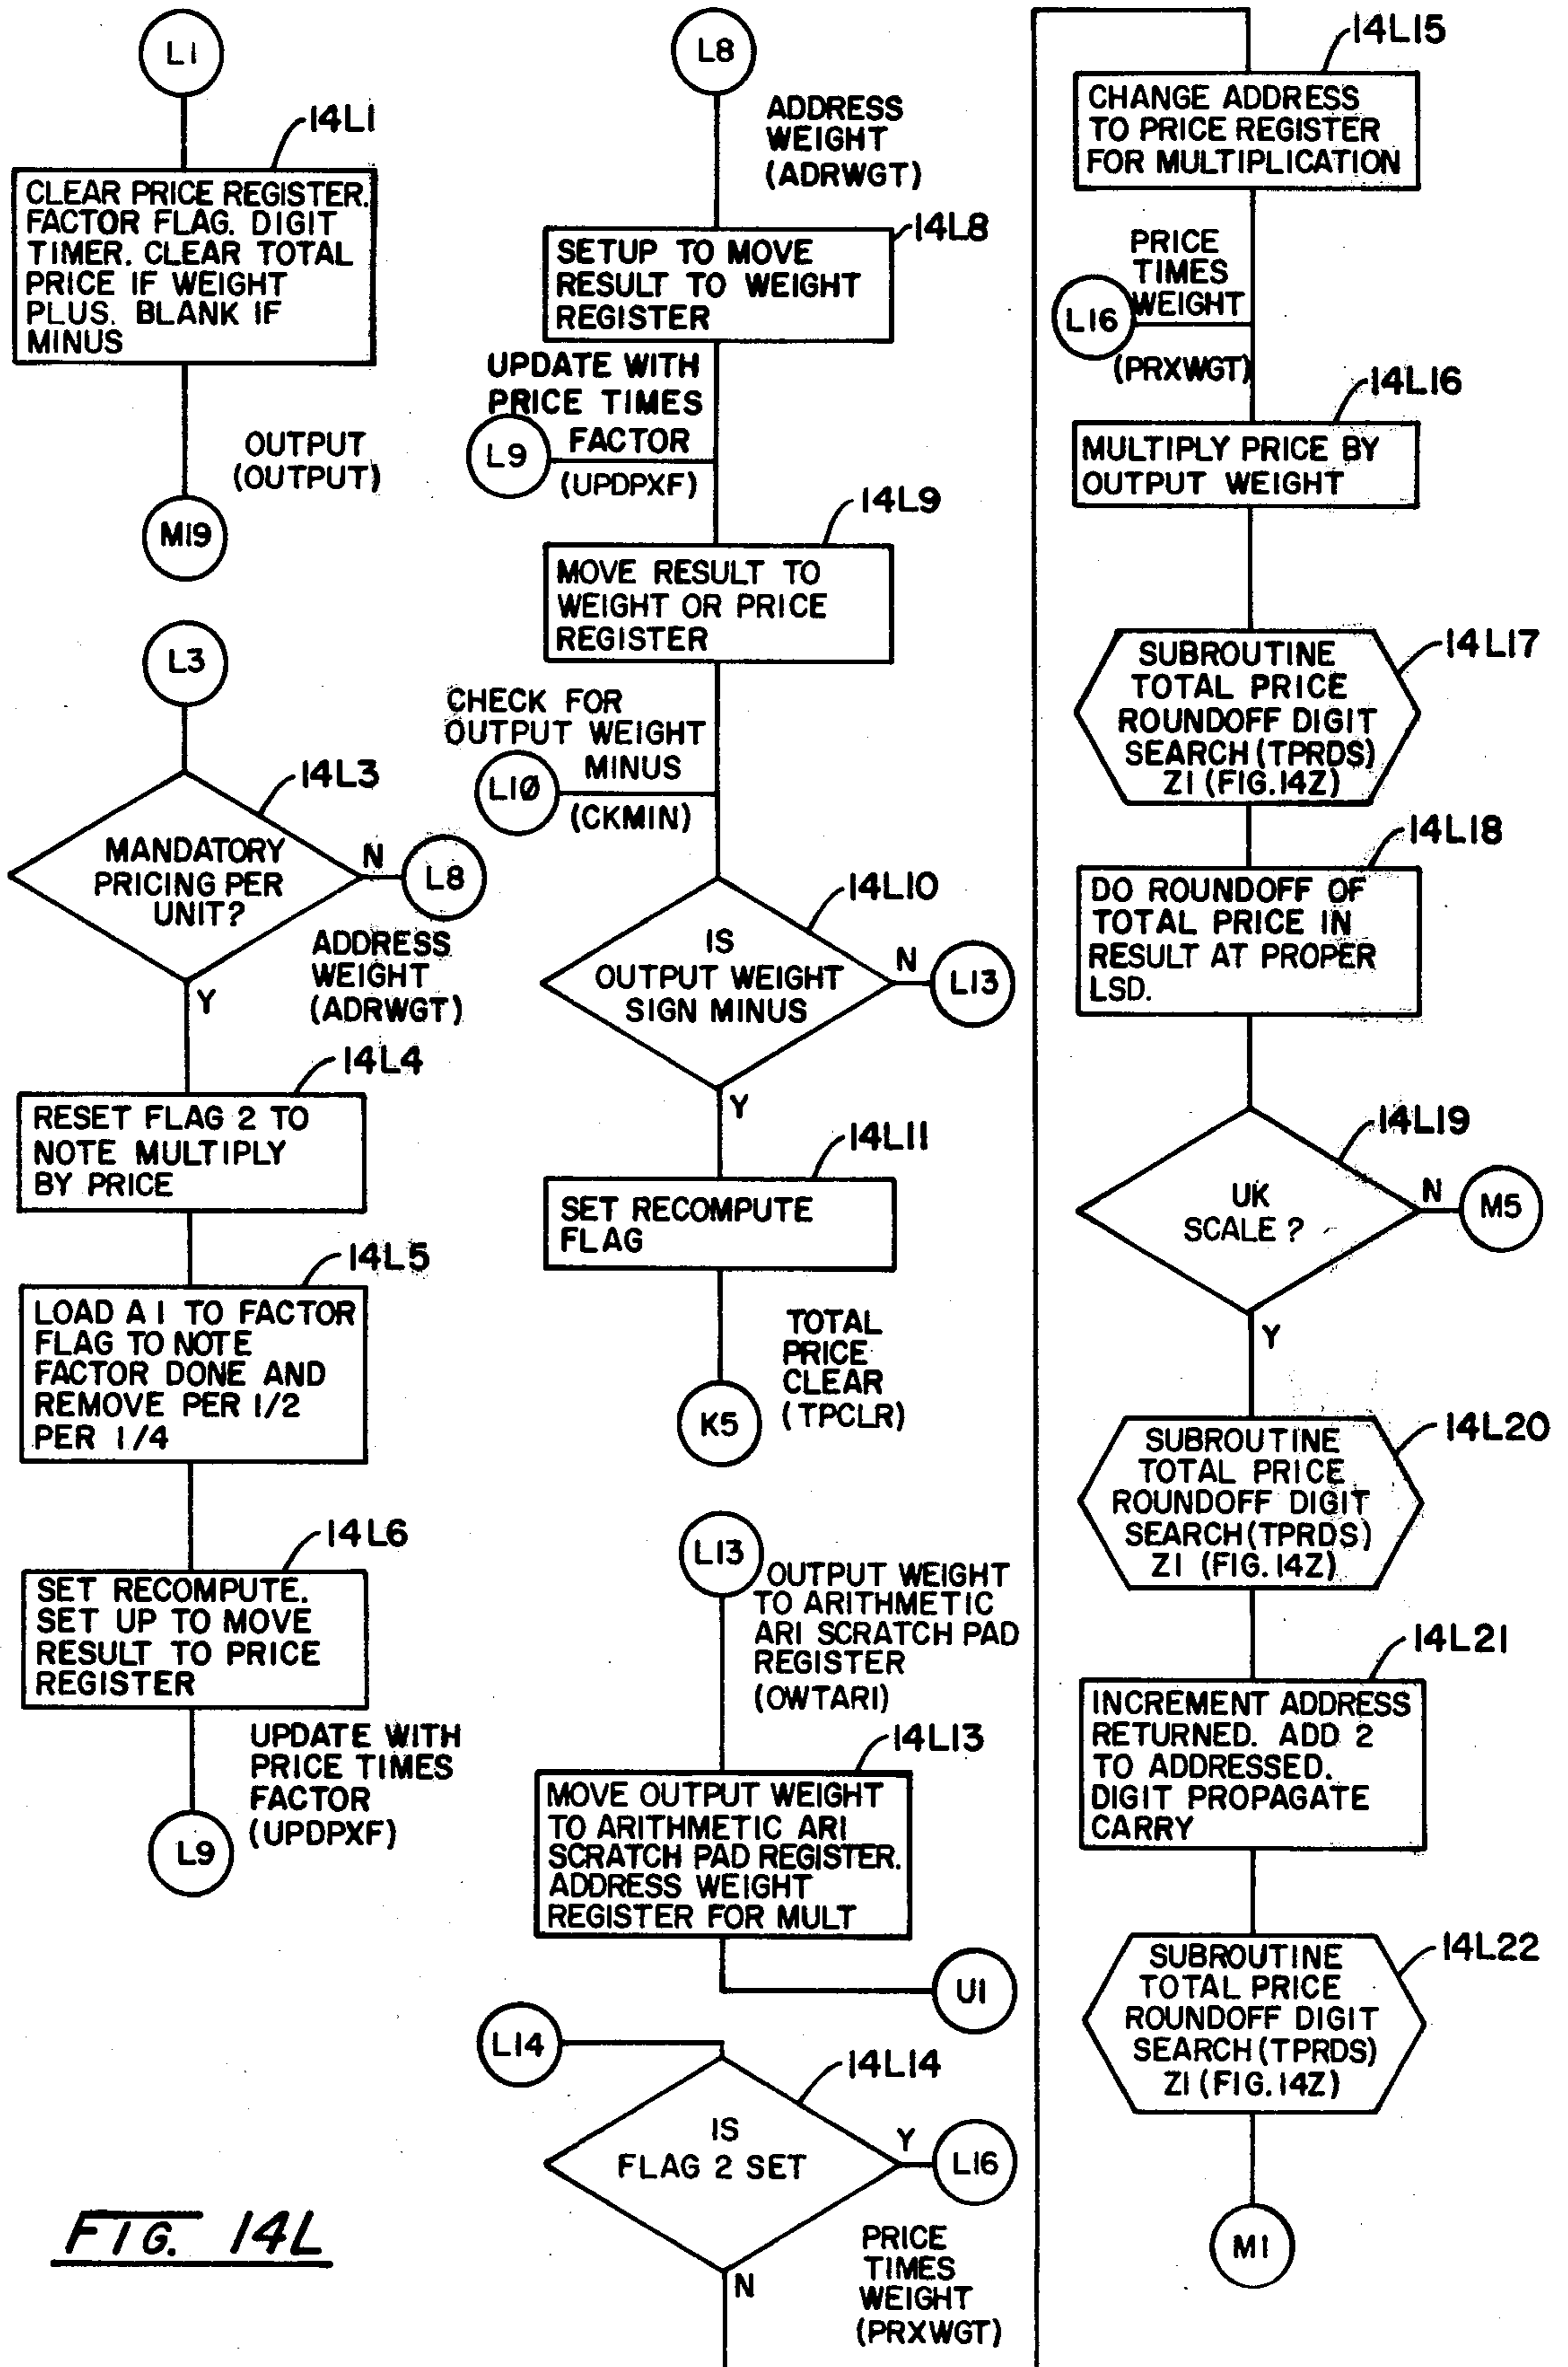 L1
14L1
CLEAR PRICE REGISTER.
FACTOR FLAG. DIGIT
TIMER. CLEAR TOTAL
PRICE IF WEIGHT
PLUS. BLANK IF
MINUS
OUTPUT
(OUTPUT)
M19
L3
14L3
MANDATORY
PRICING PER
UNIT?
N
L8
ADDRESS
WEIGHT
(ADRWGT)
Y
14L4
RESET FLAG 2 TO
NOTE MULTIPLY
BY PRICE
14L5
LOAD A 1 TO FACTOR
FLAG TO NOTE
FACTOR DONE AND
REMOVE PER 1/2
PER 1/4
14L6
SET RECOMPUTE.
SET UP TO MOVE
RESULT TO PRICE
REGISTER
UPDATE WITH
PRICE TIMES
FACTOR
(UPDPXF)
L9
FIG. 14L
L8
ADDRESS
WEIGHT
(ADRWGT)
14L8
SETUP TO MOVE
RESULT TO WEIGHT
REGISTER
UPDATE WITH
PRICE TIMES
FACTOR
L9
(UPDPXF)
14L9
MOVE RESULT TO
WEIGHT OR PRICE
REGISTER
CHECK FOR
OUTPUT WEIGHT
MINUS
L1Ø
(CKMIN)
14L10
IS
OUTPUT WEIGHT
SIGN MINUS
N
L13
Y
14L11
SET RECOMPUTE
FLAG
TOTAL
PRICE
CLEAR
(TPCLR)
K5
L13
OUTPUT WEIGHT
TO ARITHMETIC
ARI SCRATCH PAD
REGISTER
(OWTARI)
14L13
MOVE OUTPUT WEIGHT
TO ARITHMETIC ARI
SCRATCH PAD REGISTER.
ADDRESS WEIGHT
REGISTER FOR MULT
U1
L14
14L14
IS
FLAG 2 SET
Y
L16
PRICE
TIMES
WEIGHT
(PRXWGT)
N
14L15
CHANGE ADDRESS
TO PRICE REGISTER
FOR MULTIPLICATION
PRICE
TIMES
WEIGHT
L16
(PRXWGT)
14L16
MULTIPLY PRICE BY
OUTPUT WEIGHT
14L17
SUBROUTINE
TOTAL PRICE
ROUNDOFF DIGIT
SEARCH (TPRDS)
Z1 (FIG. 14Z)
14L18
DO ROUNDOFF OF
TOTAL PRICE IN
RESULT AT PROPER
LSD.
14L19
UK
SCALE ?
N
M5
Y
14L20
SUBROUTINE
TOTAL PRICE
ROUNDOFF DIGIT
SEARCH (TPRDS)
Z1 (FIG. 14Z)
14L21
INCREMENT ADDRESS
RETURNED. ADD 2
TO ADDRESSED.
DIGIT PROPAGATE
CARRY
14L22
SUBROUTINE
TOTAL PRICE
ROUNDOFF DIGIT
SEARCH (TPRDS)
Z1 (FIG. 14Z)
M1